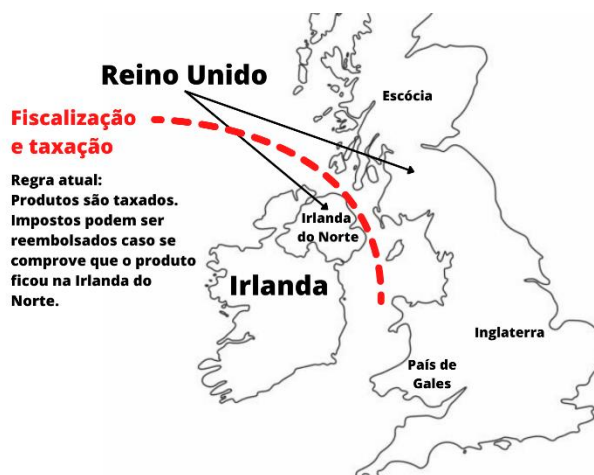 Reino Unido
Escócia
Fiscalização
e taxação
Regra atual:
Produtos são taxados.
Impostos podem ser
reembolsados caso se
comprove que o produto
ficou na Irlanda do
Norte.
Irlanda
do Norte
Irlanda
Inglaterra
País de
Gales